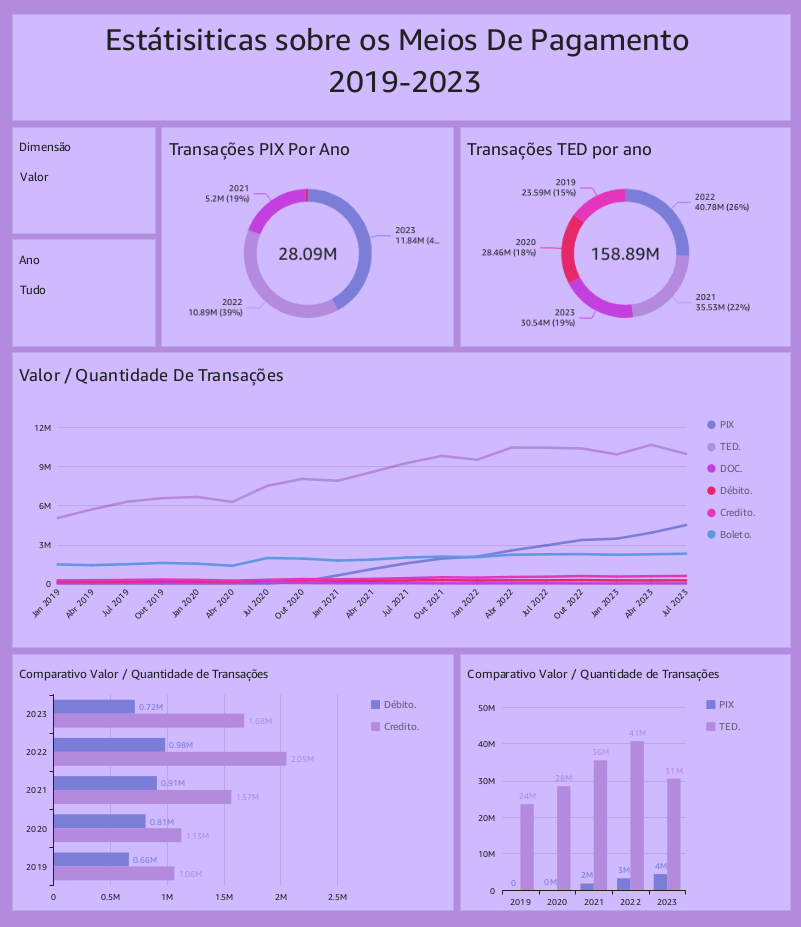 Estátisiticas sobre os Meios De Pagamento
2019-2023
Dimensão
Valor
Ano
Tudo
Transações PIX Por Ano
2021
5.2M (19%)
2023
11.84M (4...
28.09M
2022
10.89M (39%)
Transações TED por ano
2019
23.59M (15%)
2022
40.78M (26%)
2020
28.46M (18%)
158.89M
2021
35.53M (22%)
2023
30.54M (19%)
Valor / Quantidade De Transações
12M
9M
6M
3M
0
Jan 2019
Abr 2019
Jul 2019
Out 2019
Jan 2020
Abr 2020
Jul 2020
Out 2020
Jan 2021
Abr 2021
Jul 2021
Out 2021
Jan 2022
Abr 2022
Jul 2022
Out 2022
Jan 2023
Abr 2023
Jul 2023
PIX
TED.
DOC.
Débito.
Credito.
Boleto.
Comparativo Valor / Quantidade de Transações
2023
0.72M
1.68M
2022
0.98M
2.05M
2021
0.91M
1.57M
2020
0.81M
1.13M
2019
0.66M
1.06M
0
0.5M
1M
1.5M
2M
2.5M
Débito.
Credito.
Comparativo Valor / Quantidade de Transações
50M
40M
30M
20M
10M
0
24M
28M
36M
41M
31M
0
0M
2M
3M
4M
2019
2020
2021
2022
2023
PIX
TED.